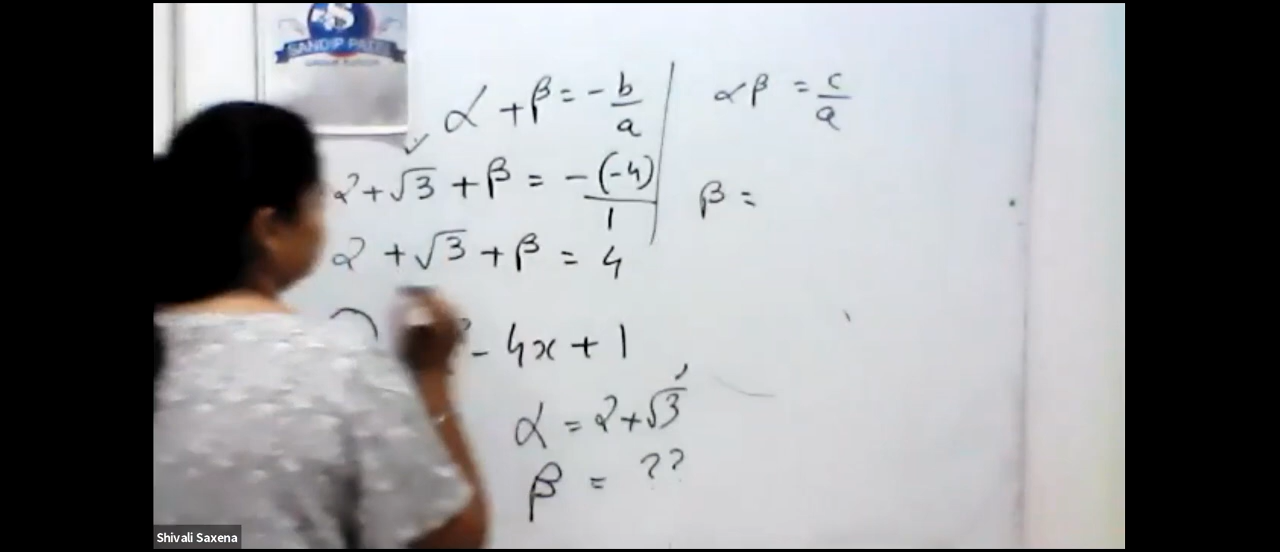 SANDIP PATIL
α + β = -b/a | αβ = c/a
2 + √3 + β = -(-4)/1 | β =
2 + √3 + β = 4
- 4x + 1
α = 2 + √3
β = ??
Shivali Saxena